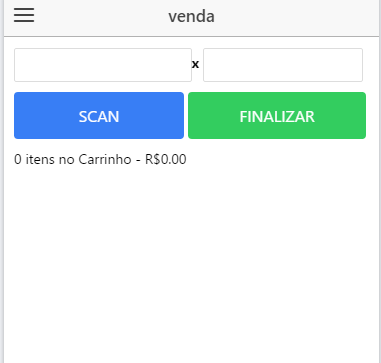 venda
x
SCAN FINALIZAR
0 itens no Carrinho - R$0.00